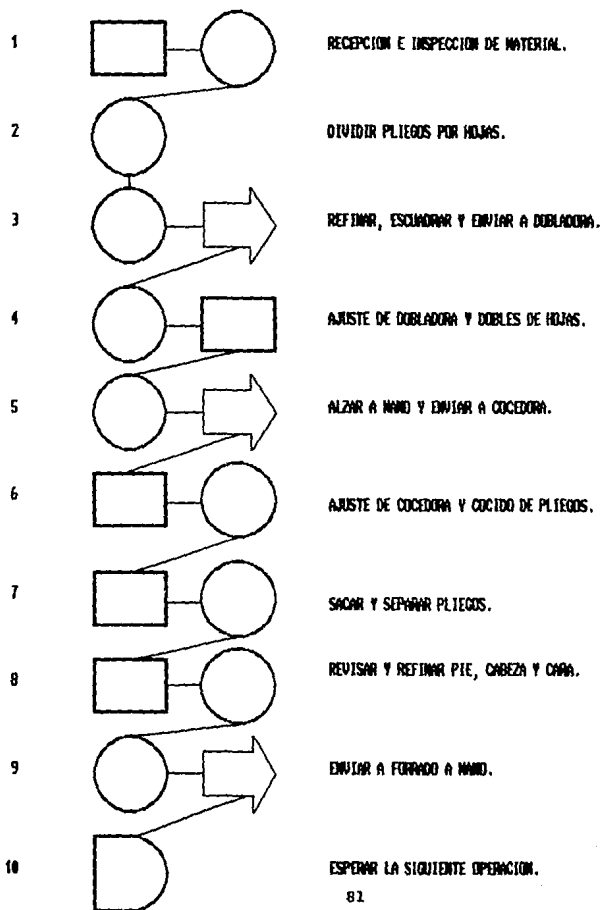 1 RECEPCION E INSPECCION DE MATERIAL.
2 DIVIDIR PLIEGOS POR HOJAS.
3 REFINAR, ESCUADRAR Y ENVIAR A DOBLADORA.
4 AJUSTE DE DOBLADORA Y DOBLES DE HOJAS.
5 ALZAR A MANO Y ENVIAR A COCEDORA.
6 AJUSTE DE COCEDORA Y COCIDO DE PLIEGOS.
7 SACAR Y SEPARAR PLIEGOS.
8 REVISAR Y REFINAR PIE, CABEZA Y CARA.
9 ENVIAR A FORRADO A MANO.
10 ESPERAR LA SIGUIENTE OPERACION.
81